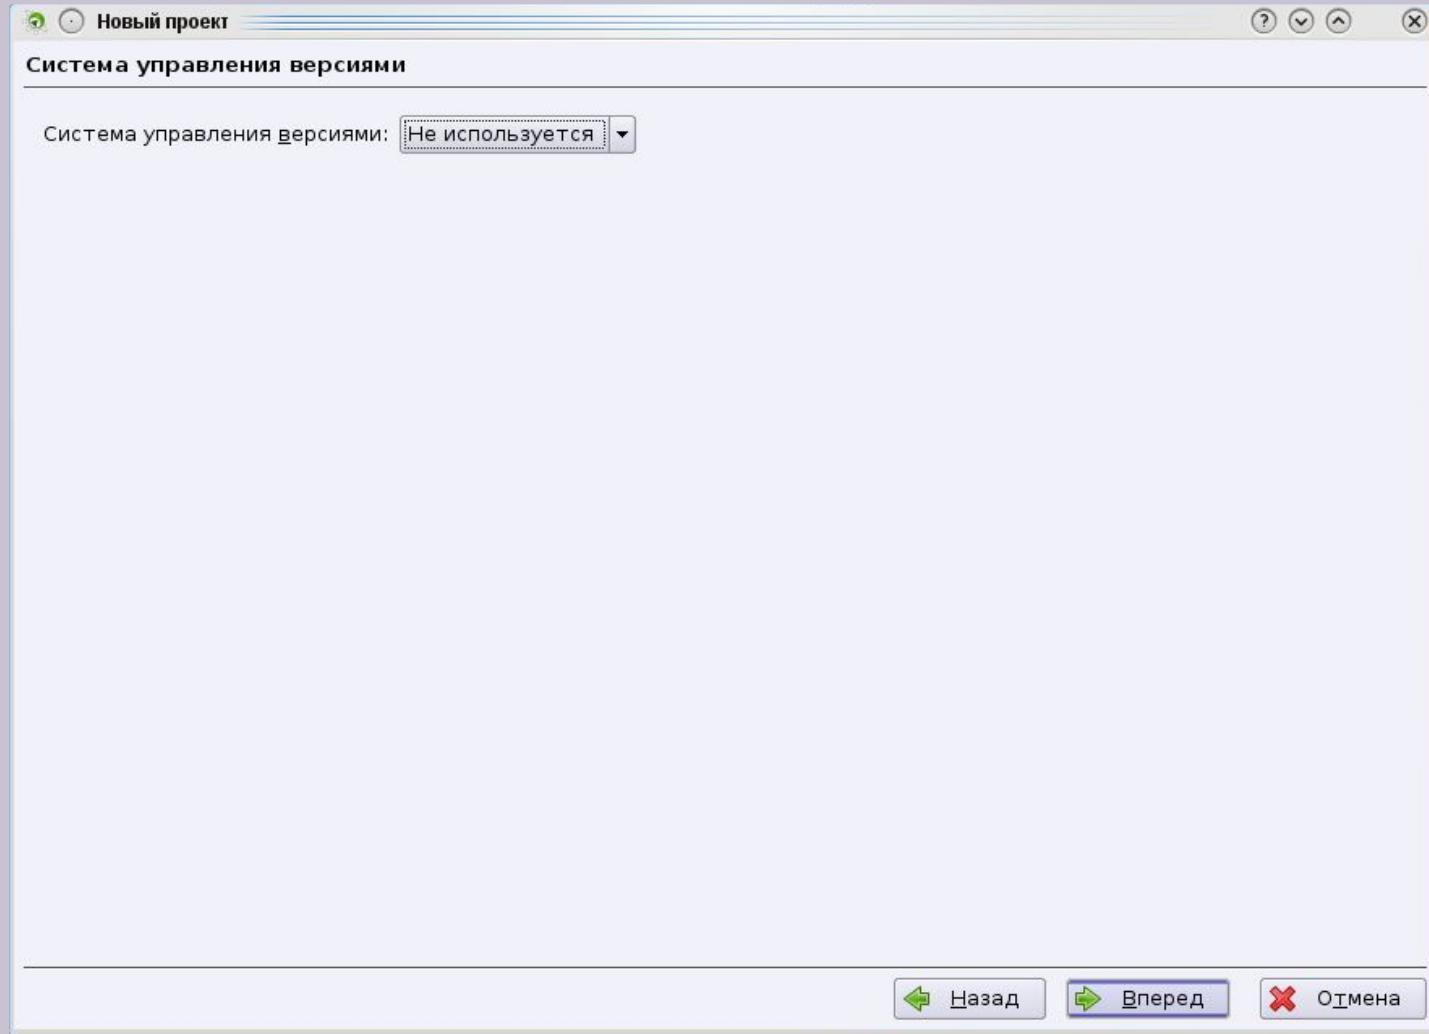 Новый проект
Система управления версиями
Система управления версиями: Не используется
Назад Вперед Отмена